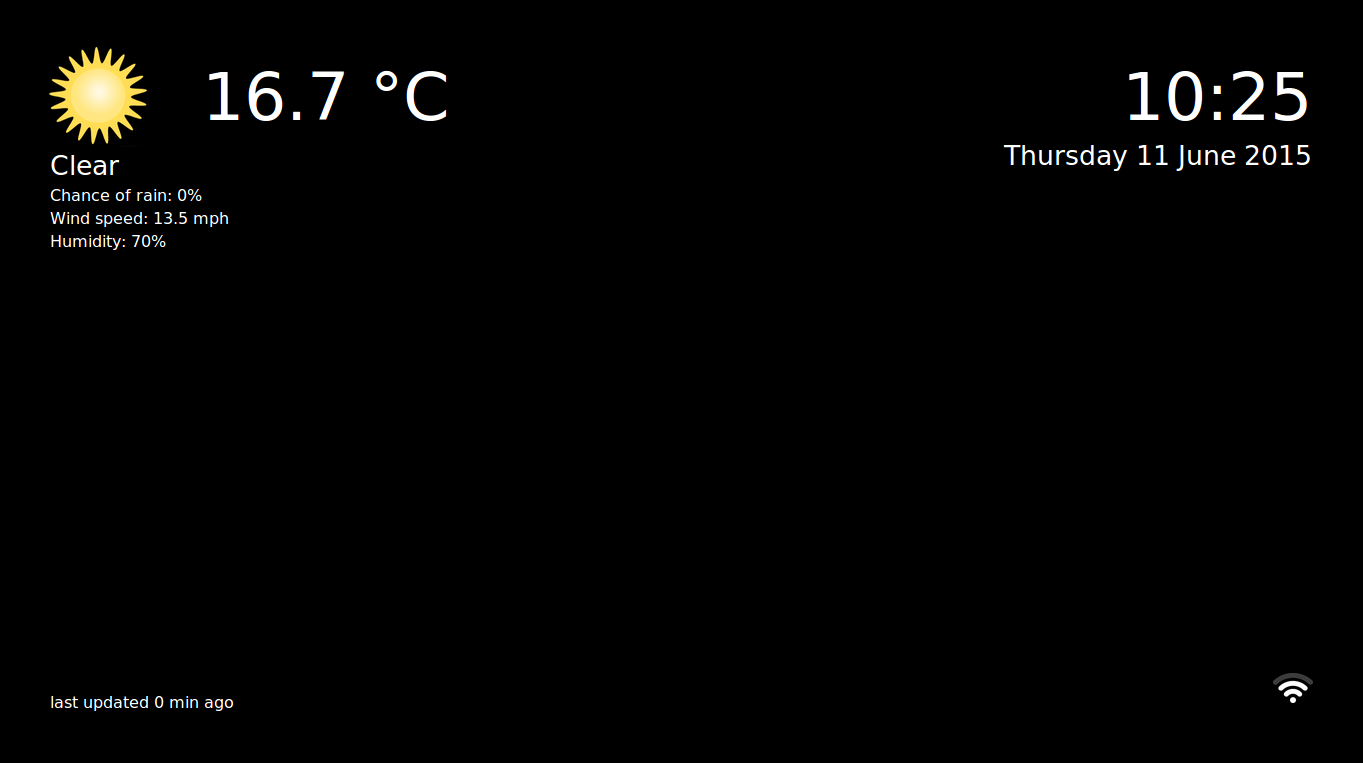 16.7 °C
10:25
Clear
Thursday 11 June 2015
Chance of rain: 0%
Wind speed: 13.5 mph
Humidity: 70%
last updated 0 min ago